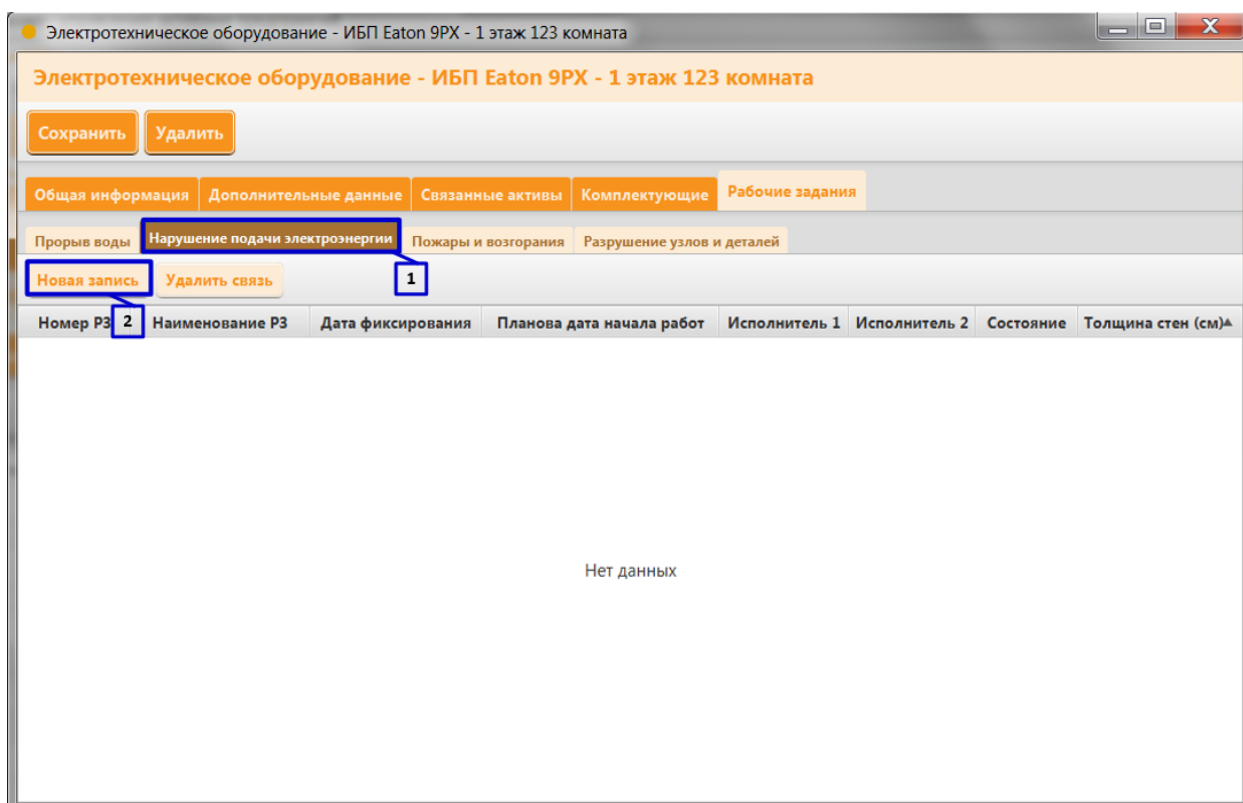 Электротехническое оборудование - ИБП Eaton 9PX - 1 этаж 123 комната
Электротехническое оборудование - ИБП Eaton 9PX - 1 этаж 123 комната
Сохранить Удалить
Общая информация Дополнительные данные Связанные активы Комплектующие Рабочие задания
Прорыв воды Нарушение подачи электроэнергии Пожары и возгорания Разрушение узлов и деталей
Новая запись Удалить связь 1
Номер РЗ 2 Наименование РЗ Дата фиксирования Планова дата начала работ Исполнитель 1 Исполнитель 2 Состояние Толщина стен (см)
Нет данных